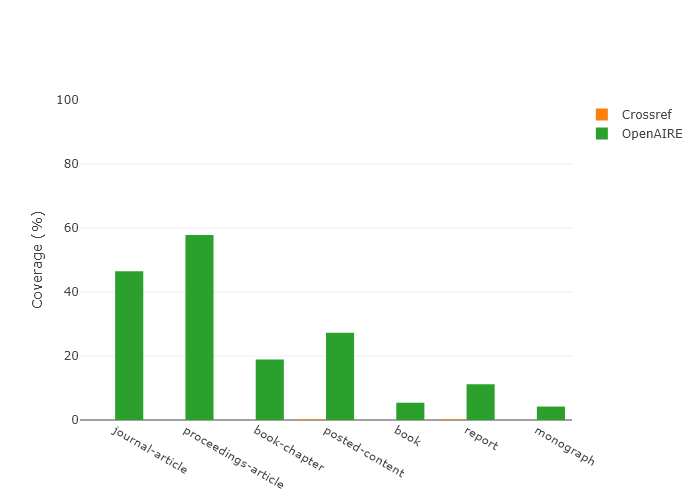 100
80
60
40
20
0
Coverage (%)
journal-article
proceedings-article
book-chapter
posted-content
book
report
monograph
Crossref
OpenAIRE